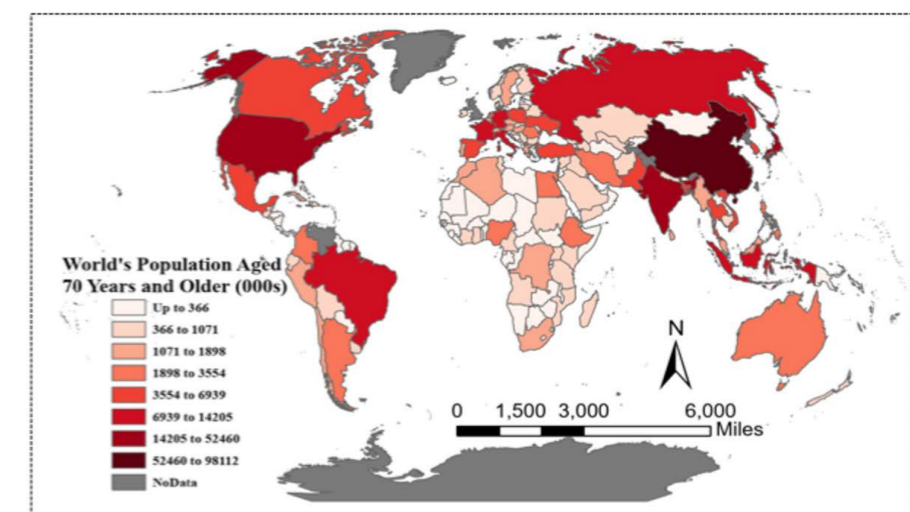 World's Population Aged
70 Years and Older (000s)
Up to 366
366 to 1071
1071 to 1898
1898 to 3554
3554 to 6939
6939 to 14205
14205 to 52460
52460 to 98112
NoData
N
0 1,500 3,000 6,000
Miles